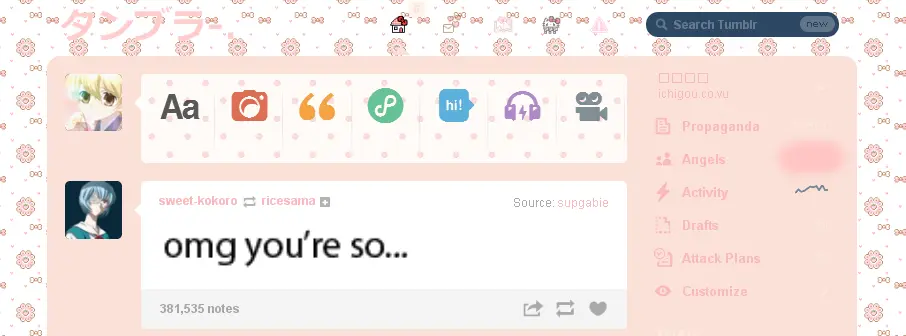 タンブラー.
Search Tumblr
new
Aa
hi!
ichigou.co.vu
Propaganda
Angels
Activity
Drafts
Attack Plans
Customize
sweet-kokoro ricesama
Source: supgabie
omg you're so...
381,535 notes